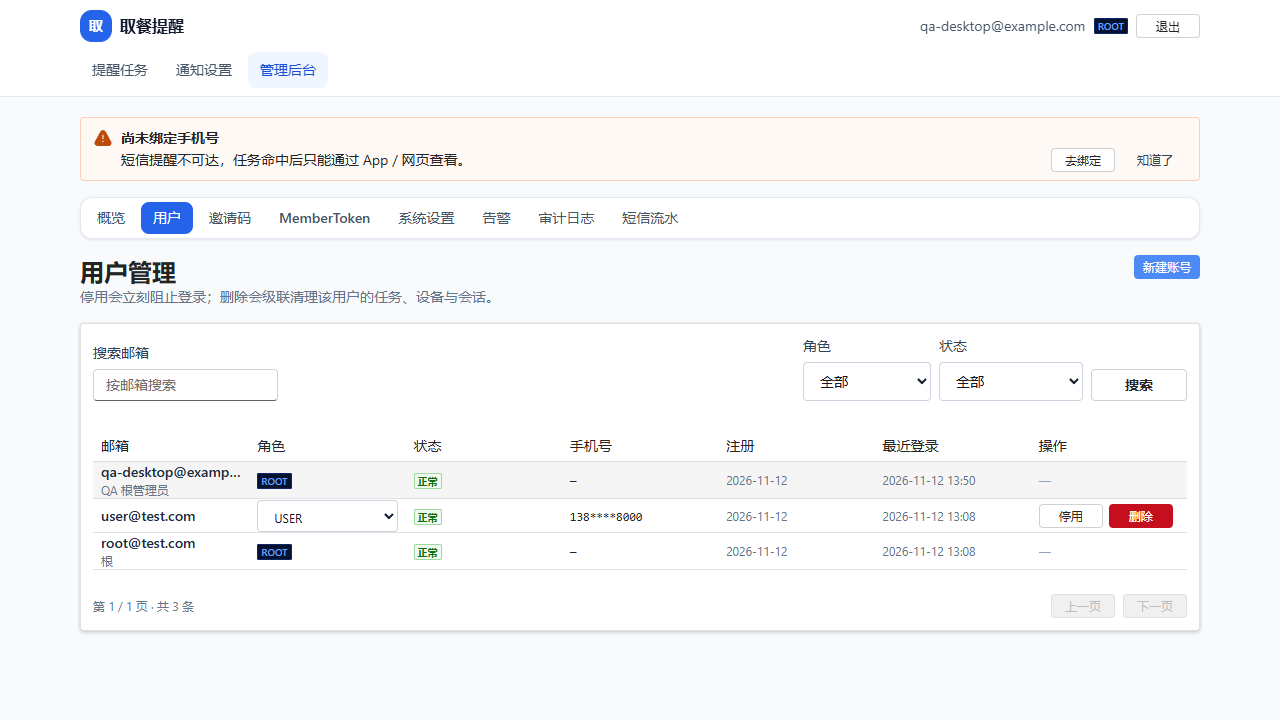 取 取餐提醒
qa-desktop@example.com ROOT 退出
提醒任务 通知设置 管理后台
尚未绑定手机号
短信提醒不可达，任务命中后只能通过 App / 网页查看。 去绑定 知道了
概览 用户 邀请码 MemberToken 系统设置 告警 审计日志 短信流水
用户管理 新建账号
停用会立刻阻止登录；删除会级联清理该用户的任务、设备与会话。
搜索邮箱 角色 状态
按邮箱搜索 全部 全部 搜索
邮箱 角色 状态 手机号 注册 最近登录 操作
qa-desktop@examp... ROOT 正常 – 2026-11-12 2026-11-12 13:50 —
QA 根管理员
user@test.com USER 正常 138****8000 2026-11-12 2026-11-12 13:08 停用 删除
root@test.com ROOT 正常 – 2026-11-12 2026-11-12 13:08 —
根
第 1 / 1 页 · 共 3 条 上一页 下一页